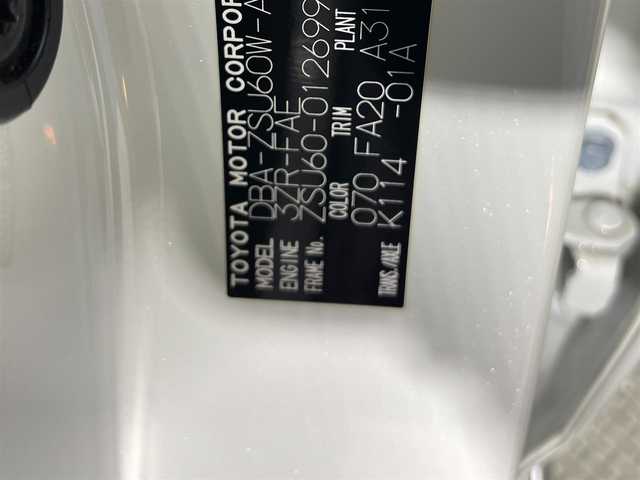 TOYOTA MOTOR CORPOR
MODEL DBA-ZSU60W-A
ENGINE 3ZR-FAE
FRAME No. ZSU60-012699
COLOR TRIM PLANT
070 FA20 A31
TRANS./AXLE K114 -01A